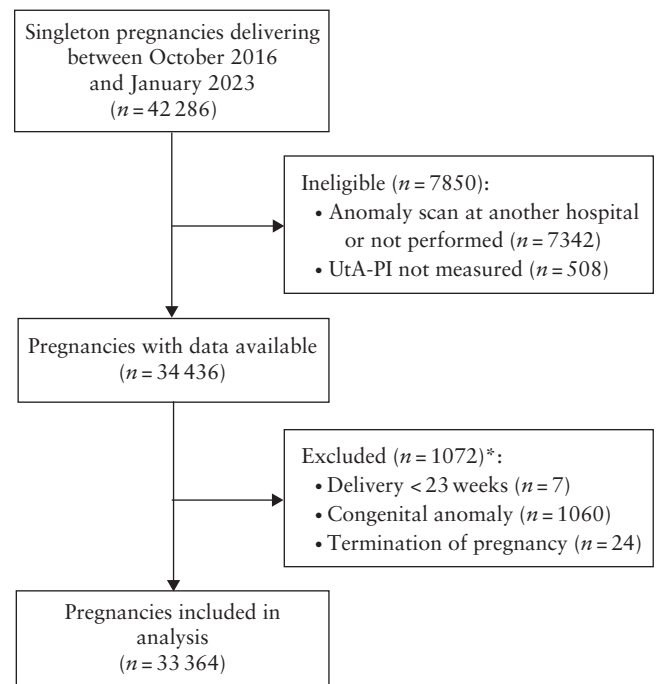 Singleton pregnancies delivering
between October 2016
and January 2023
(n = 42 286)
Ineligible (n = 7850):
• Anomaly scan at another hospital
or not performed (n = 7342)
• UtA-PI not measured (n = 508)
Pregnancies with data available
(n = 34 436)
Excluded (n = 1072)*:
• Delivery < 23 weeks (n = 7)
• Congenital anomaly (n = 1060)
• Termination of pregnancy (n = 24)
Pregnancies included in
analysis
(n = 33 364)